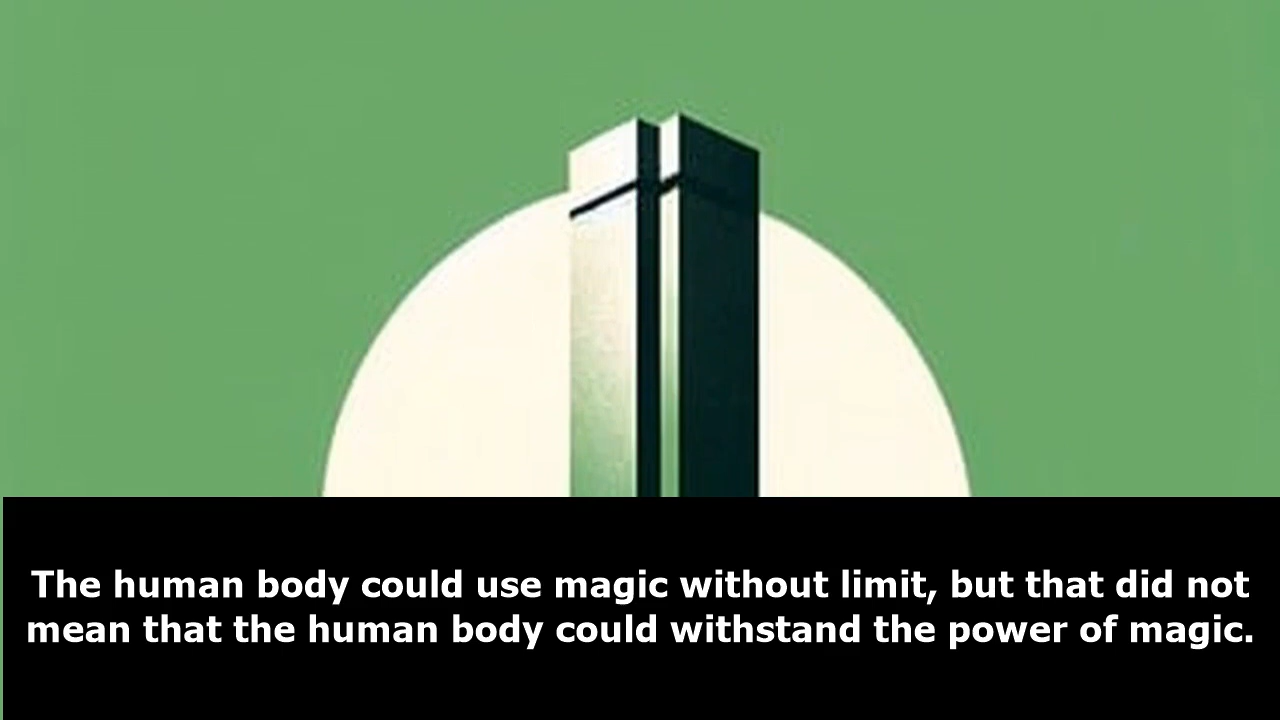 The human body could use magic without limit, but that did not
mean that the human body could withstand the power of magic.